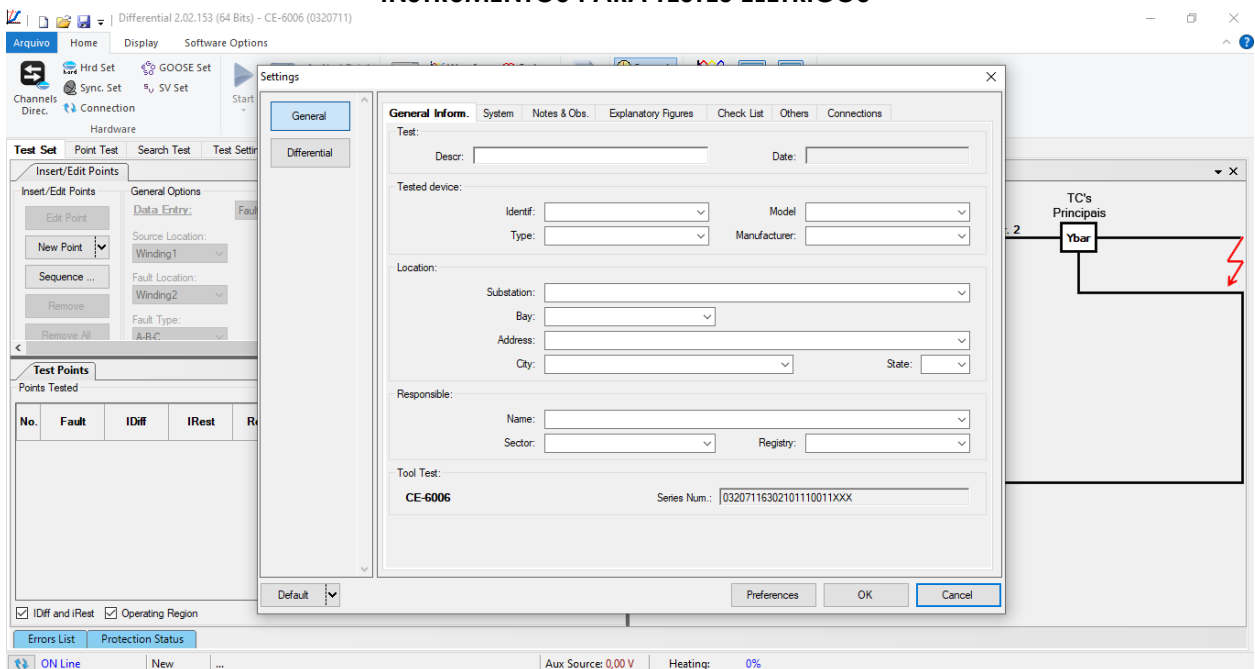 Differential 2.02.153 (64 Bits) - CE-6006 (0320711)
Arquivo Home Display Software Options
Hrd Set GOOSE Set
Sync. Set SV Set
Channels Direc. Connection Start
Hardware
Test Set Point Test Search Test
Insert/Edit Points
Insert/Edit Points General Options
Edit Point Data Entry:
New Point Source Location:
Winding1
Sequence ... Fault Location:
Winding2
Remove Fault Type:
Remove All A-B-C
Test Points
Points Tested
No. Fault IDiff IRest
IDiff and iRest Operating Region
Errors List Protection Status
ON Line New ... Aux Source: 0,00 V Heating: 0%
Settings
General
Differential
General Inform. System Notes & Obs. Explanatory Figures Check List Others Connections
Test:
Descr: Date:
Tested device:
Identif: Model
Type: Manufacturer:
Location:
Substation:
Bay:
Address:
City: State:
Responsible:
Name:
Sector: Registry:
Tool Test:
CE-6006 Series Num.: 03207116302101110011XXX
Default Preferences OK Cancel
TC's
Principais
. 2 Ybar